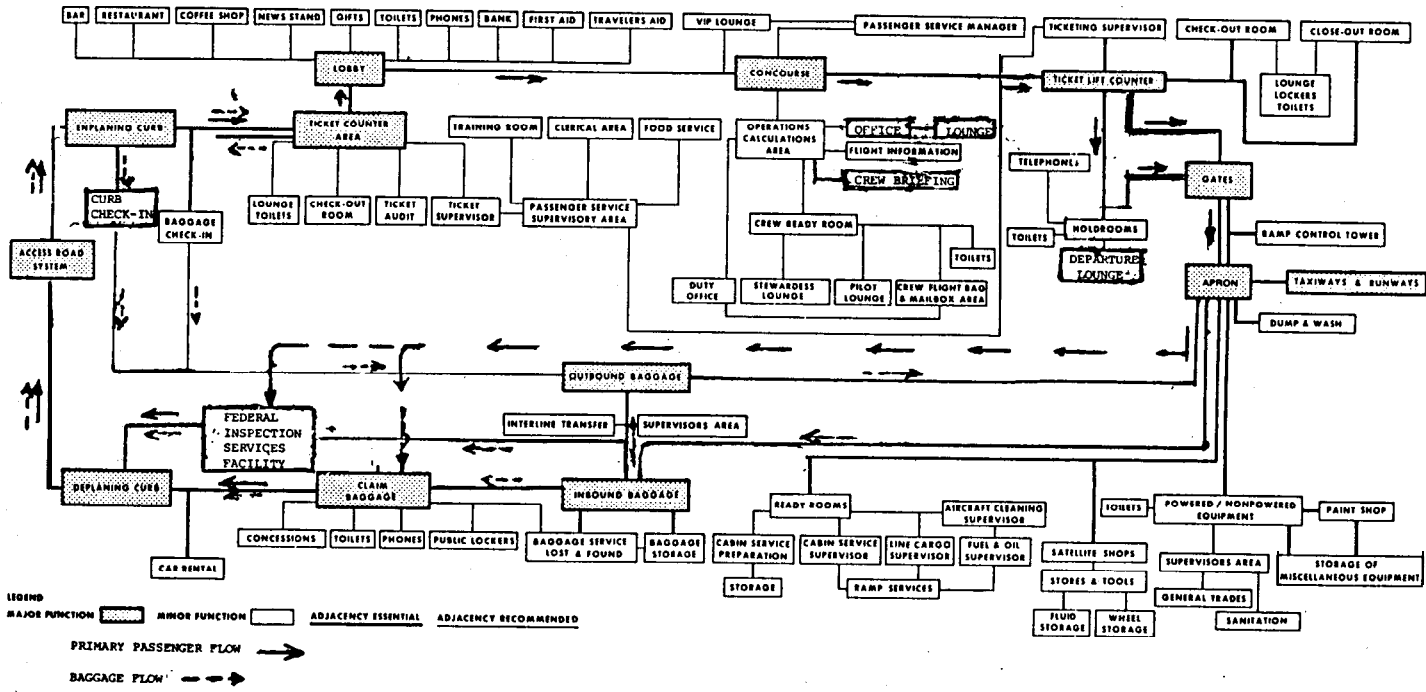 BAR
RESTAURANT
COFFEE SHOP
NEWS STAND
GIFTS
TOILETS
PHONES
BANK
FIRST AID
TRAVELERS AID
VIP LOUNGE
PASSENGER SERVICE MANAGER
TICKETING SUPERVISOR
CHECK-OUT ROOM
CLOSE-OUT ROOM
LOBBY
CONCOURSE
TICKET LIFT COUNTER
LOUNGE
LOCKERS
TOILETS
ENPLANING CURB
TICKET COUNTER
AREA
TRAINING ROOM
CLERICAL AREA
FOOD SERVICE
OPERATIONS
CALCULATIONS
AREA
OFFICE
LOUNGE
FLIGHT INFORMATION
CREW BRIEFING
TELEPHONES
GATES
CURB
CHECK-IN
BAGGAGE
CHECK-IN
LOUNGE
TOILETS
CHECK-OUT
ROOM
TICKET
AUDIT
TICKET
SUPERVISOR
PASSENGER SERVICE
SUPERVISORY AREA
CREW READY ROOM
TOILETS
TOILETS
HOLDROOMS
RAMP CONTROL TOWER
ACCESS ROAD
SYSTEM
DEPARTURE
LOUNGE
DUTY
OFFICE
STEWARDESS
LOUNGE
PILOT
LOUNGE
CREW FLIGHT BAG
& MAILBOX AREA
APRON
TAXIWAYS & RUNWAYS
DUMP & WASH
OUTBOUND BAGGAGE
FEDERAL
INSPECTION
SERVICES
FACILITY
INTERLINE TRANSFER
SUPERVISORS AREA
DEPLANING CURB
CLAIM
BAGGAGE
INBOUND BAGGAGE
READY ROOMS
AIRCRAFT CLEANING
SUPERVISOR
TOILETS
POWERED / NONPOWERED
EQUIPMENT
PAINT SHOP
CONCESSIONS
TOILETS
PHONES
PUBLIC LOCKERS
BAGGAGE SERVICE
LOST & FOUND
BAGGAGE
STORAGE
CABIN SERVICE
PREPARATION
CABIN SERVICE
SUPERVISOR
LINE CARGO
SUPERVISOR
FUEL & OIL
SUPERVISOR
SATELLITE SHOPS
SUPERVISORS AREA
STORAGE OF
MISCELLANEOUS EQUIPMENT
CAR RENTAL
STORAGE
RAMP SERVICES
STORES & TOOLS
GENERAL TRADES
FLUID
STORAGE
WHEEL
STORAGE
SANITATION
LEGEND
MAJOR FUNCTION
MINOR FUNCTION
ADJACENCY ESSENTIAL
ADJACENCY RECOMMENDED
PRIMARY PASSENGER FLOW
BAGGAGE FLOW